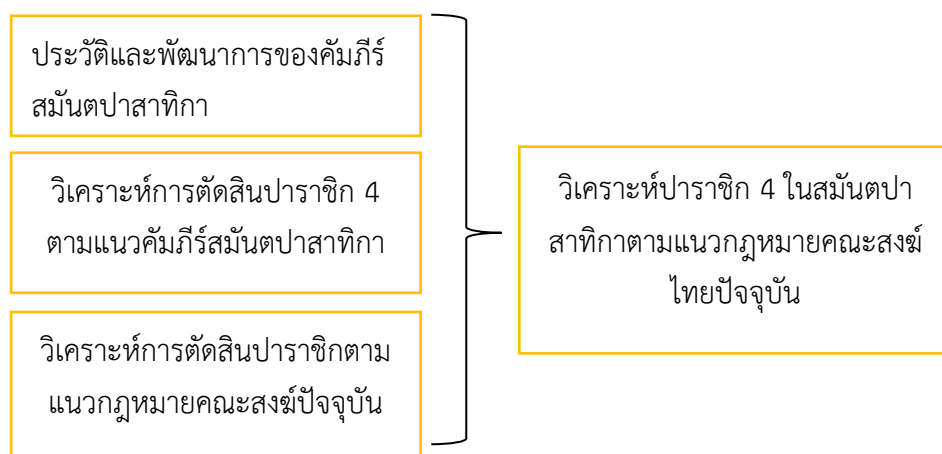 ประวัติและพัฒนาการของคัมภีร์
สมันตปาสาทิกา
วิเคราะห์การตัดสินปาราชิก 4
ตามแนวคัมภีร์สมันตปาสาทิกา
วิเคราะห์การตัดสินปาราชิกตาม
แนวกฎหมายคณะสงฆ์ปัจจุบัน
วิเคราะห์ปาราชิก 4 ในสมันตปา
สาทิกาตามแนวกฎหมายคณะสงฆ์
ไทยปัจจุบัน